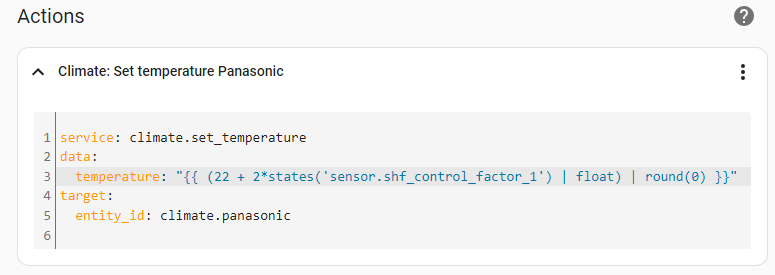 Actions
?
Climate: Set temperature Panasonic
1 service: climate.set_temperature
2 data:
3   temperature: "{{ (22 + 2*states('sensor.shf_control_factor_1') | float) | round(0) }}"
4 target:
5   entity_id: climate.panasonic
6